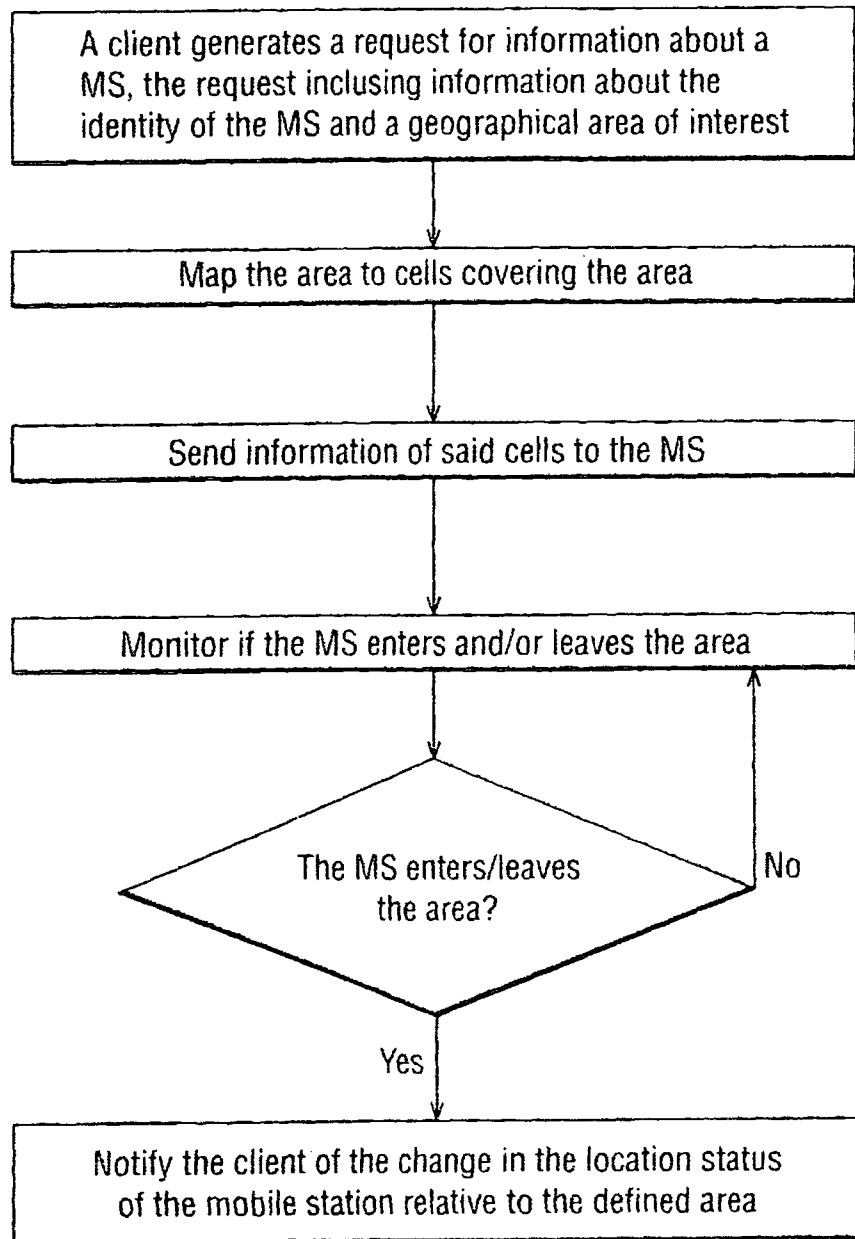 A client generates a request for information about a
MS, the request inclusing information about the
identity of the MS and a geographical area of interest
Map the area to cells covering the area
Send information of said cells to the MS
Monitor if the MS enters and/or leaves the area
The MS enters/leaves
the area?
No
Yes
Notify the client of the change in the location status
of the mobile station relative to the defined area